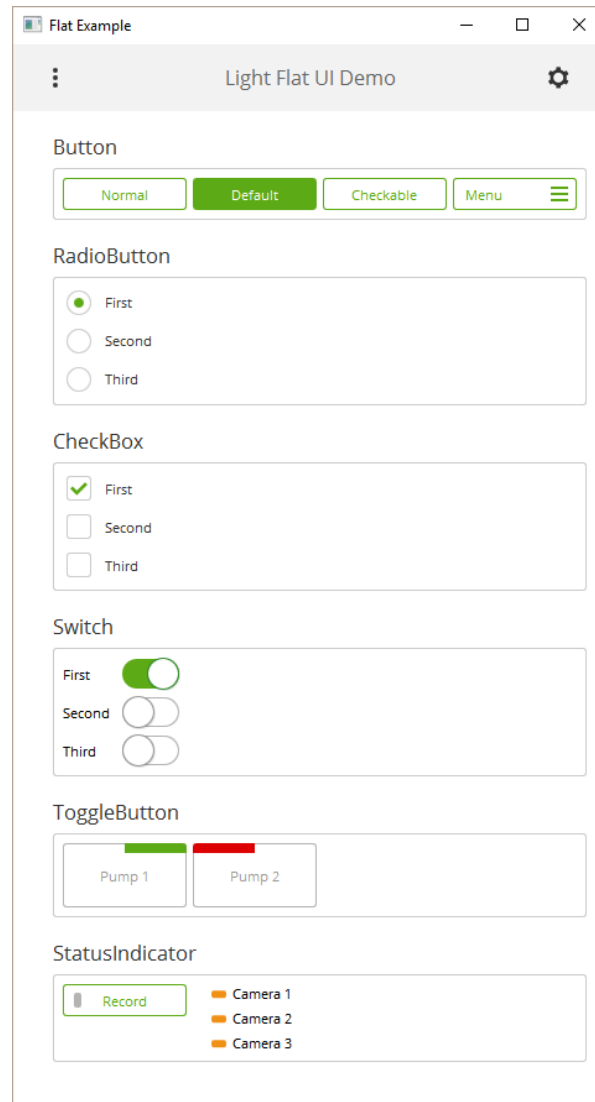 Flat Example
Light Flat UI Demo
Button
Normal Default Checkable Menu
RadioButton
First
Second
Third
CheckBox
First
Second
Third
Switch
First
Second
Third
ToggleButton
Pump 1 Pump 2
StatusIndicator
Record Camera 1
Camera 2
Camera 3